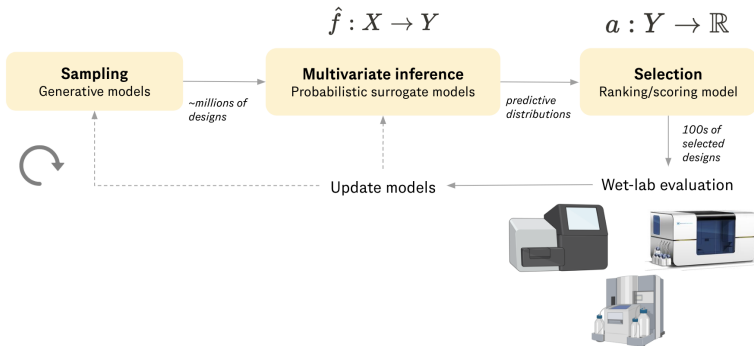 f̂ : X → Y
a : Y → ℝ
Sampling
Generative models
~millions of
designs
Multivariate inference
Probabilistic surrogate models
predictive
distributions
Selection
Ranking/scoring model
100s of
selected
designs
Wet-lab evaluation
Update models